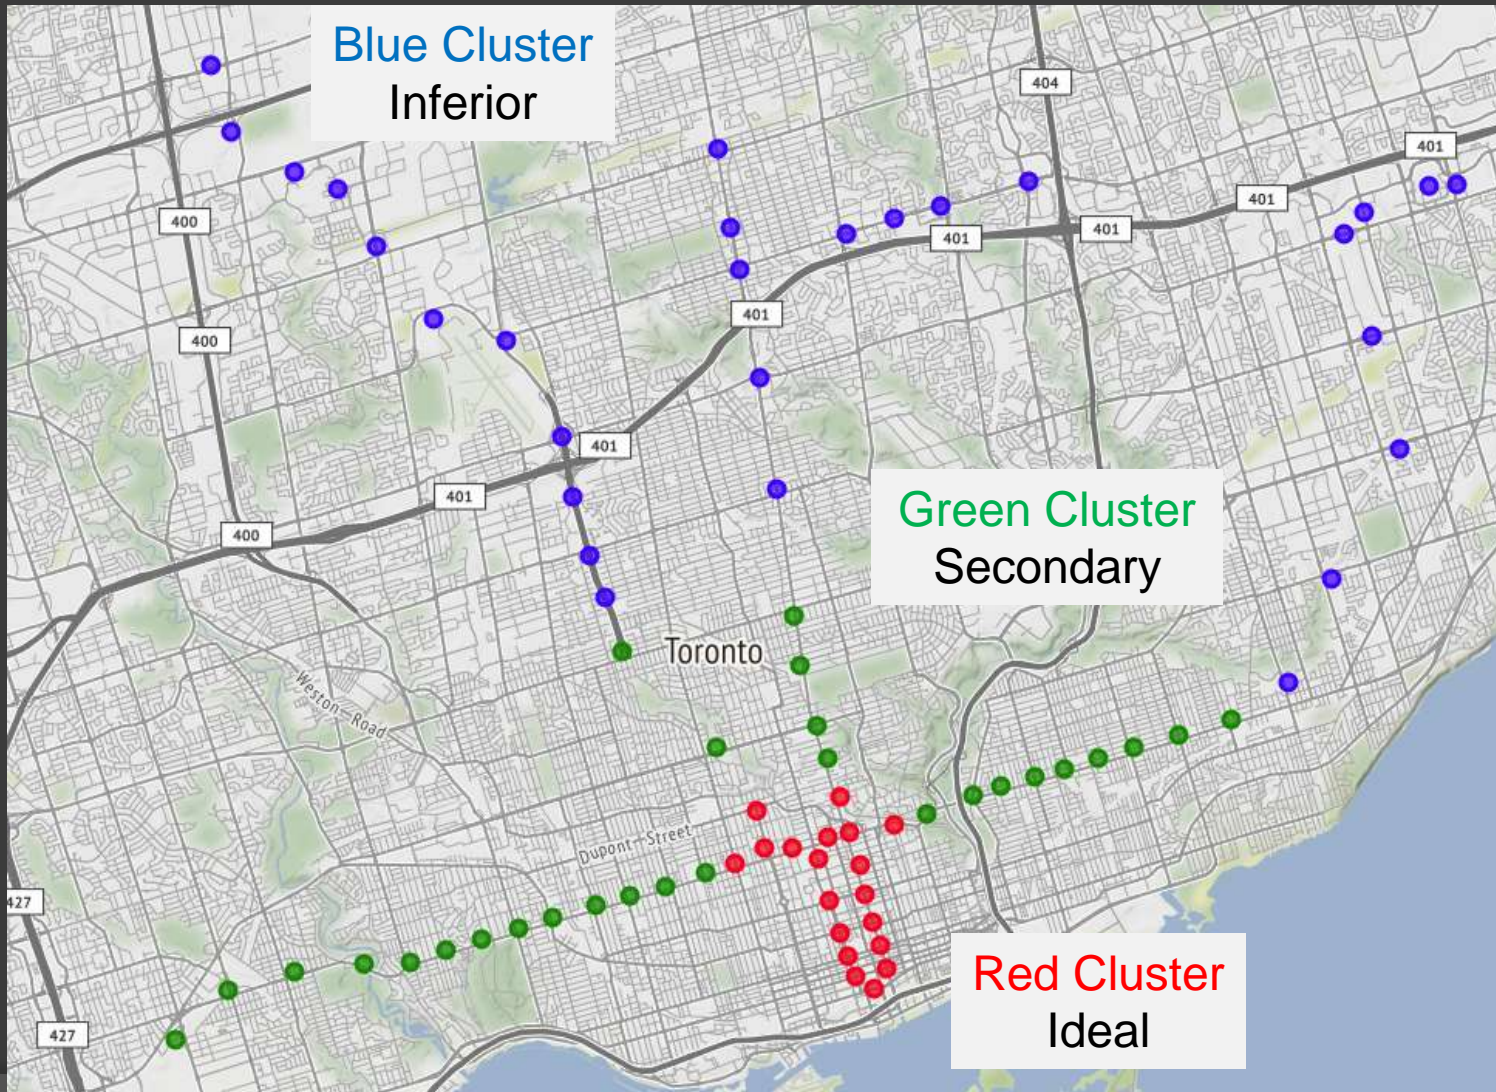 Blue Cluster
Inferior
404
401
401
400
401
401
401
400
401
401
400
Green Cluster
Secondary
Toronto
Weston Road
Dupont Street
427
Red Cluster
Ideal
427